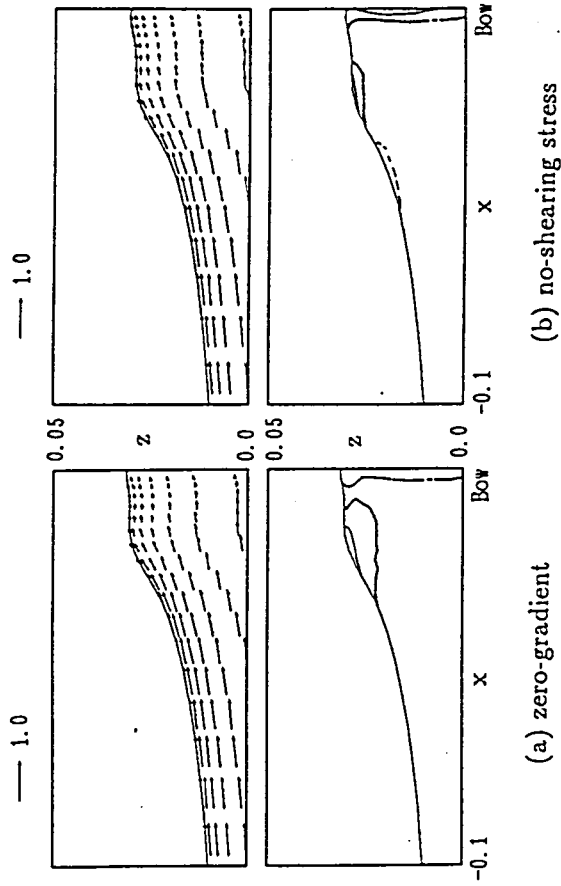 1.0
1.0
0.05
Z
0.0
0.05
Z
0.0
-0.1 X Bow
-0.1 X Bow
(a) zero-gradient
(b) no-shearing stress